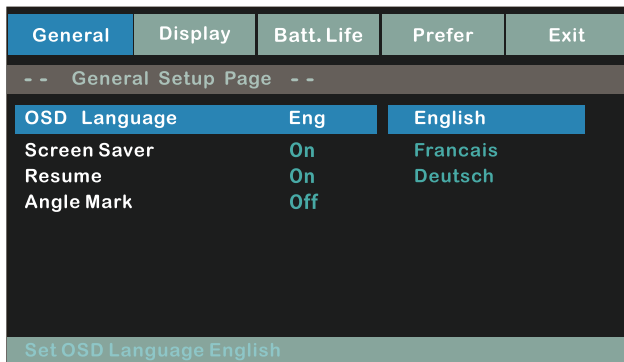 General Display Batt. Life Prefer Exit
-- General Setup Page --
OSD Language Eng English
Screen Saver On Francais
Resume On Deutsch
Angle Mark Off
Set OSD Language English